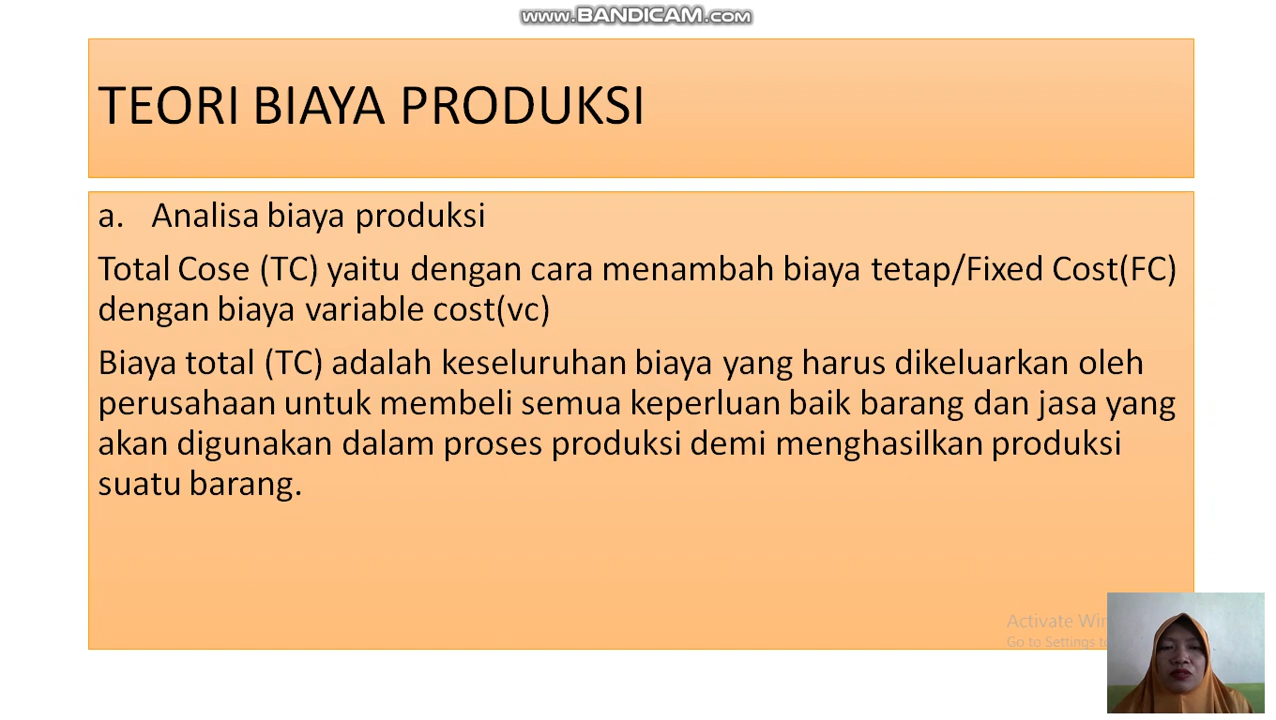 www.BANDICAM.com
TEORI BIAYA PRODUKSI
a. Analisa biaya produksi
Total Cose (TC) yaitu dengan cara menambah biaya tetap/Fixed Cost(FC)
dengan biaya variable cost(vc)
Biaya total (TC) adalah keseluruhan biaya yang harus dikeluarkan oleh
perusahaan untuk membeli semua keperluan baik barang dan jasa yang
akan digunakan dalam proses produksi demi menghasilkan produksi
suatu barang.
Activate
Go to Settings